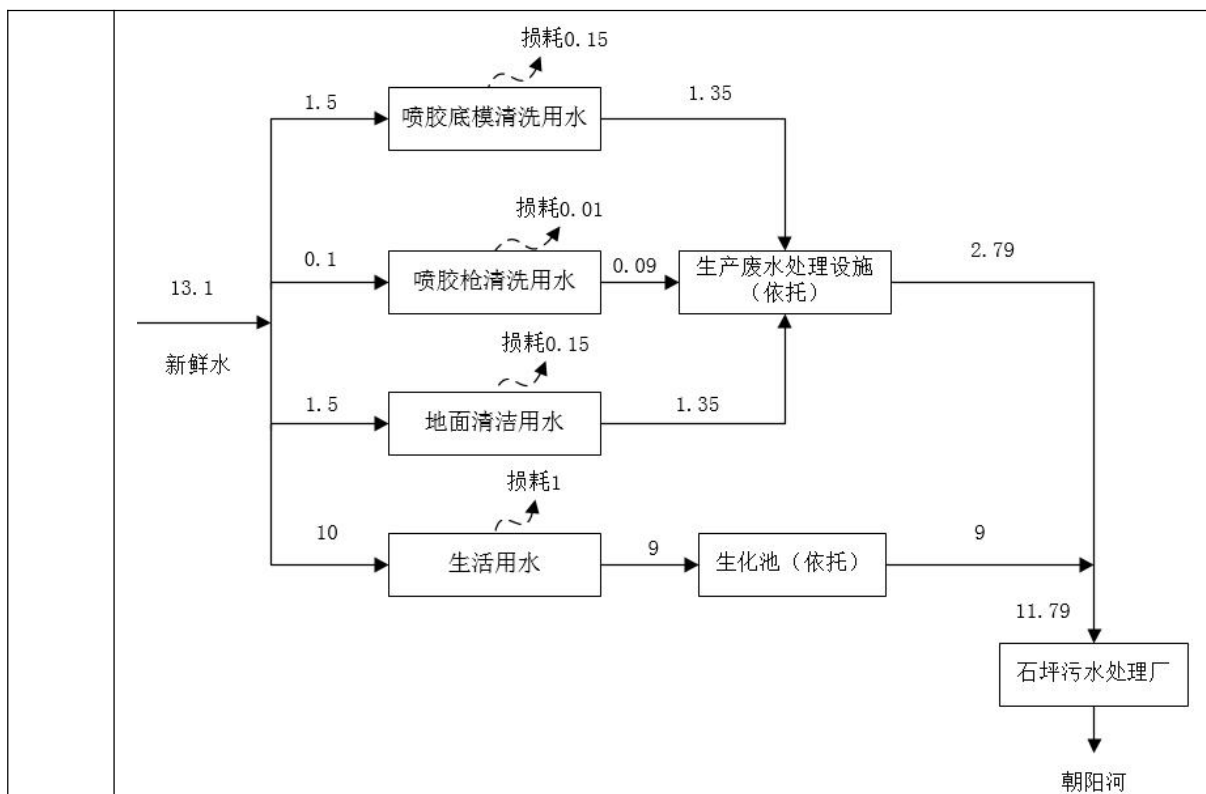 损耗0.15
1.5
喷胶底模清洗用水
1.35
损耗0.01
0.1
喷胶枪清洗用水
0.09
生产废水处理设施
（依托）
2.79
13.1
新鲜水
损耗0.15
1.5
地面清洁用水
1.35
损耗1
10
生活用水
9
生化池（依托）
9
11.79
石坪污水处理厂
朝阳河